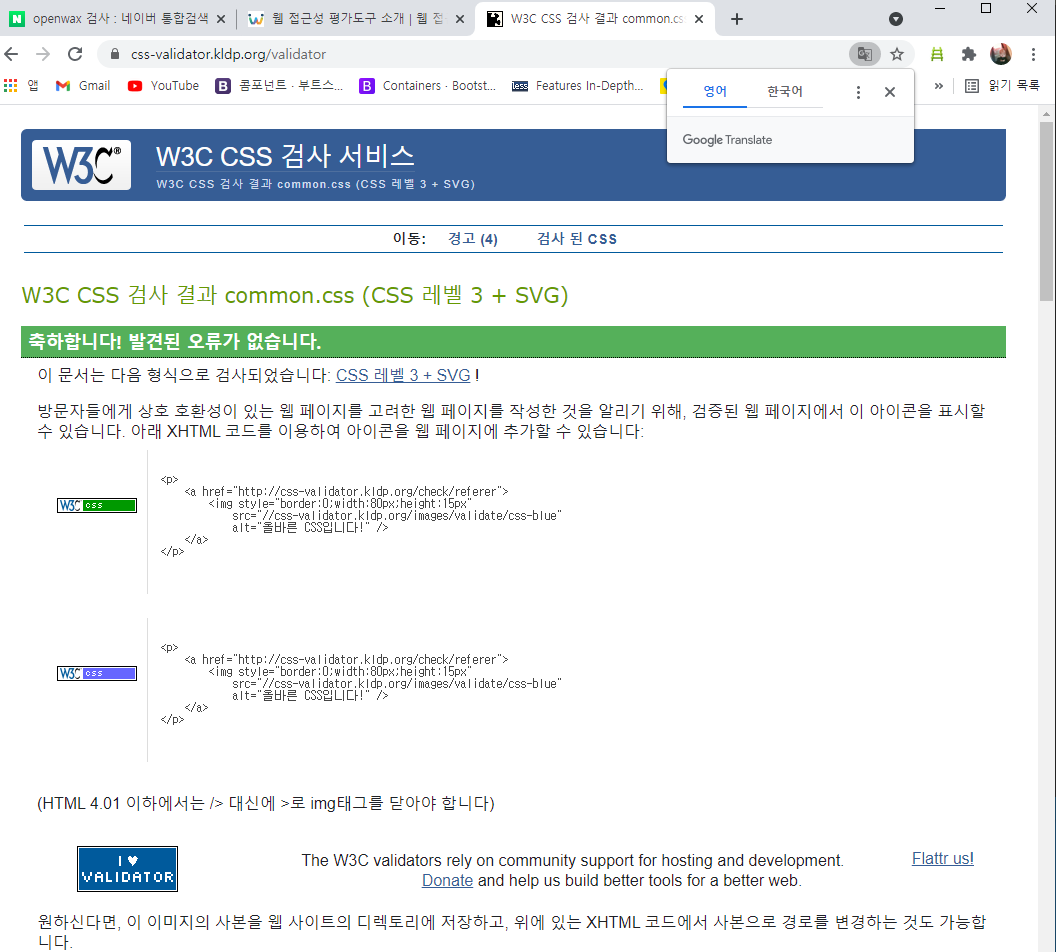 openwax 검사 : 네이버 통합검색
웹 접근성 평가도구 소개 | 웹 접
W3C CSS 검사 결과 common.cs
css-validator.kldp.org/validator
앱 Gmail YouTube 콤포넌트 · 부트스... Containers · Bootst... Features In-Depth... » 읽기 목록
영어 한국어
Google Translate
W3C®
W3C CSS 검사 서비스
W3C CSS 검사 결과 common.css (CSS 레벨 3 + SVG)
이동: 경고 (4) 검사 된 CSS
W3C CSS 검사 결과 common.css (CSS 레벨 3 + SVG)
축하합니다! 발견된 오류가 없습니다.
이 문서는 다음 형식으로 검사되었습니다: CSS 레벨 3 + SVG !
방문자들에게 상호 호환성이 있는 웹 페이지를 고려한 웹 페이지를 작성한 것을 알리기 위해, 검증된 웹 페이지에서 이 아이콘을 표시할
수 있습니다. 아래 XHTML 코드를 이용하여 아이콘을 웹 페이지에 추가할 수 있습니다:
W3C css
<p>
<a href="http://css-validator.kldp.org/check/referer">
<img style="border:0;width:80px;height:15px"
src="//css-validator.kldp.org/images/validate/css-blue"
alt="올바른 CSS입니다!" />
</a>
</p>
W3C css
<p>
<a href="http://css-validator.kldp.org/check/referer">
<img style="border:0;width:80px;height:15px"
src="//css-validator.kldp.org/images/validate/css-blue"
alt="올바른 CSS입니다!" />
</a>
</p>
(HTML 4.01 이하에서는 /> 대신에 >로 img태그를 닫아야 합니다)
I ♥
VALIDATOR
The W3C validators rely on community support for hosting and development.
Donate and help us build better tools for a better web.
Flattr us!
원하신다면, 이 이미지의 사본을 웹 사이트의 디렉토리에 저장하고, 위에 있는 XHTML 코드에서 사본으로 경로를 변경하는 것도 가능합
니다.